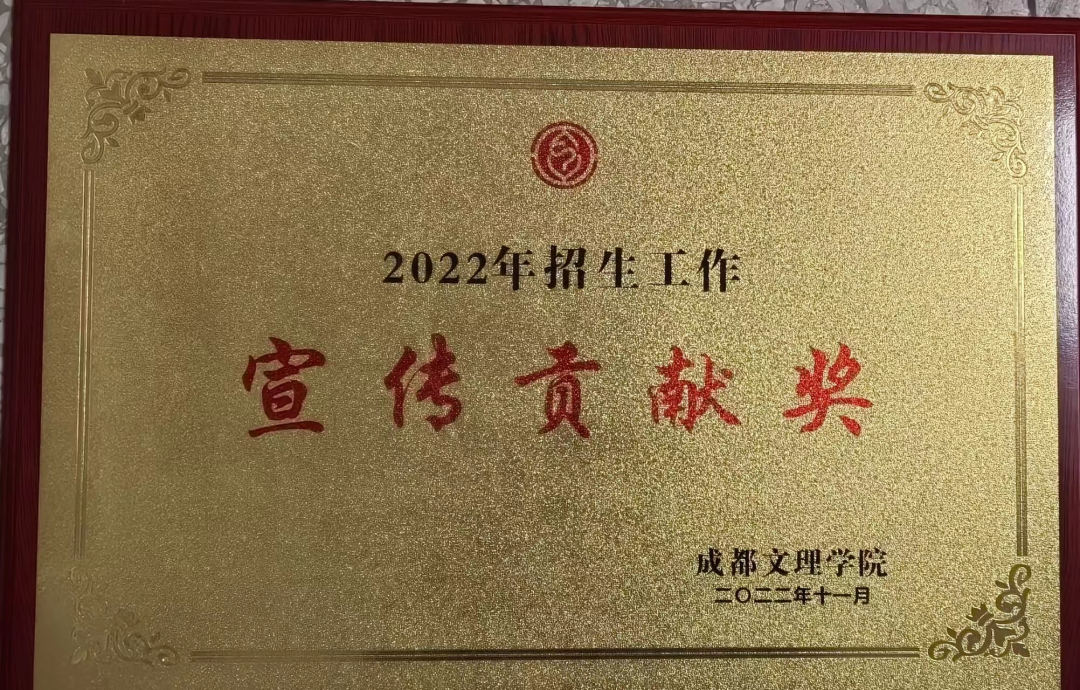 2022年招生工作
宣传贡献奖
成都文理学院
二〇二二年十一月